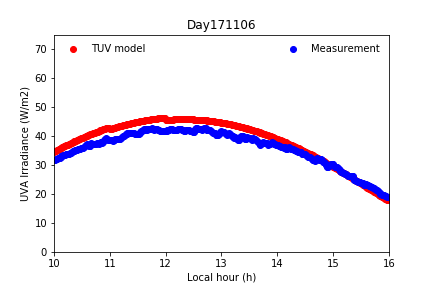 Day171106
TUV model
Measurement
UVA Irradiance (W/m2)
70
60
50
40
30
20
10
0
10 11 12 13 14 15 16
Local hour (h)